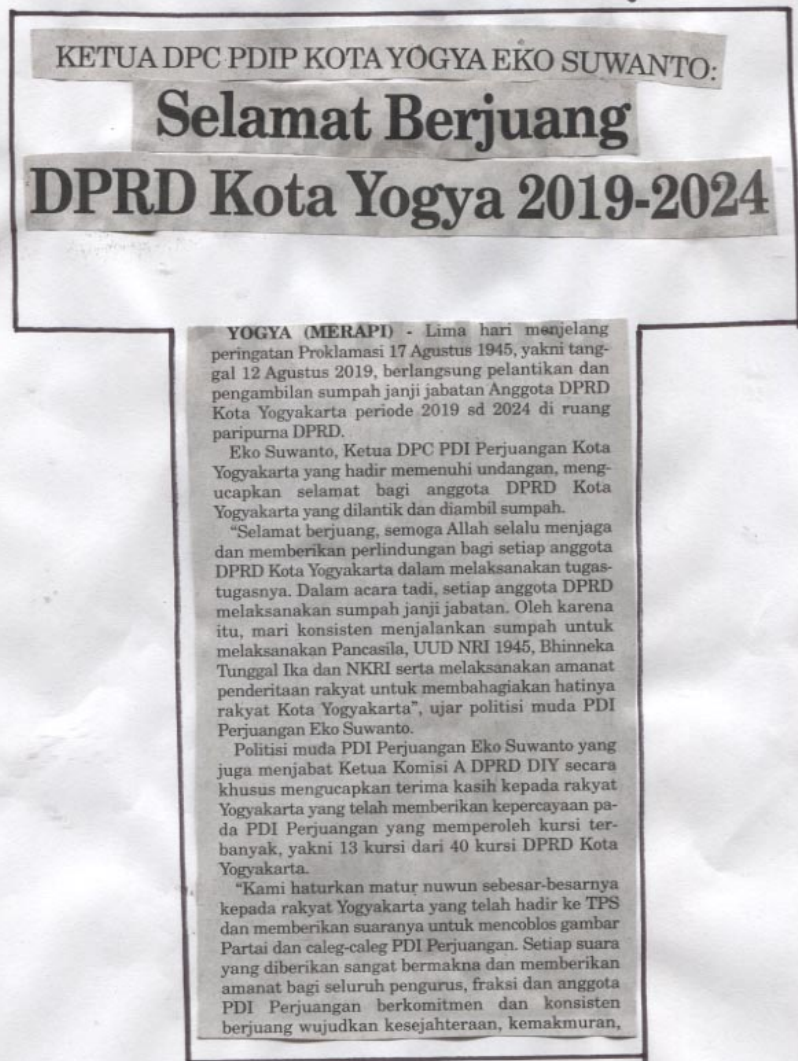 KETUA DPC PDIP KOTA YOGYA EKO SUWANTO:
Selamat Berjuang
DPRD Kota Yogya 2019-2024
YOGYA (MERAPI) - Lima hari menjelang
peringatan Proklamasi 17 Agustus 1945, yakni tang-
gal 12 Agustus 2019, berlangsung pelantikan dan
pengambilan sumpah janji jabatan Anggota DPRD
Kota Yogyakarta periode 2019 sd 2024 di ruang
paripurna DPRD.
Eko Suwanto, Ketua DPC PDI Perjuangan Kota
Yogyakarta yang hadir memenuhi undangan, meng-
ucapkan selamat bagi anggota DPRD Kota
Yogyakarta yang dilantik dan diambil sumpah.
“Selamat berjuang, semoga Allah selalu menjaga
dan memberikan perlindungan bagi setiap anggota
DPRD Kota Yogyakarta dalam melaksanakan tugas-
tugasnya. Dalam acara tadi, setiap anggota DPRD
melaksanakan sumpah janji jabatan. Oleh karena
itu, mari konsisten menjalankan sumpah untuk
melaksanakan Pancasila, UUD NRI 1945, Bhinneka
Tunggal Ika dan NKRI serta melaksanakan amanat
penderitaan rakyat untuk membahagiakan hatinya
rakyat Kota Yogyakarta”, ujar politisi muda PDI
Perjuangan Eko Suwanto.
Politisi muda PDI Perjuangan Eko Suwanto yang
juga menjabat Ketua Komisi A DPRD DIY secara
khusus mengucapkan terima kasih kepada rakyat
Yogyakarta yang telah memberikan kepercayaan pa-
da PDI Perjuangan yang memperoleh kursi ter-
banyak, yakni 13 kursi dari 40 kursi DPRD Kota
Yogyakarta.
“Kami haturkan matur nuwun sebesar-besarnya
kepada rakyat Yogyakarta yang telah hadir ke TPS
dan memberikan suaranya untuk mencoblos gambar
Partai dan caleg-caleg PDI Perjuangan. Setiap suara
yang diberikan sangat bermakna dan memberikan
amanat bagi seluruh pengurus, fraksi dan anggota
PDI Perjuangan berkomitmen dan konsisten
berjuang wujudkan kesejahteraan, kemakmuran,